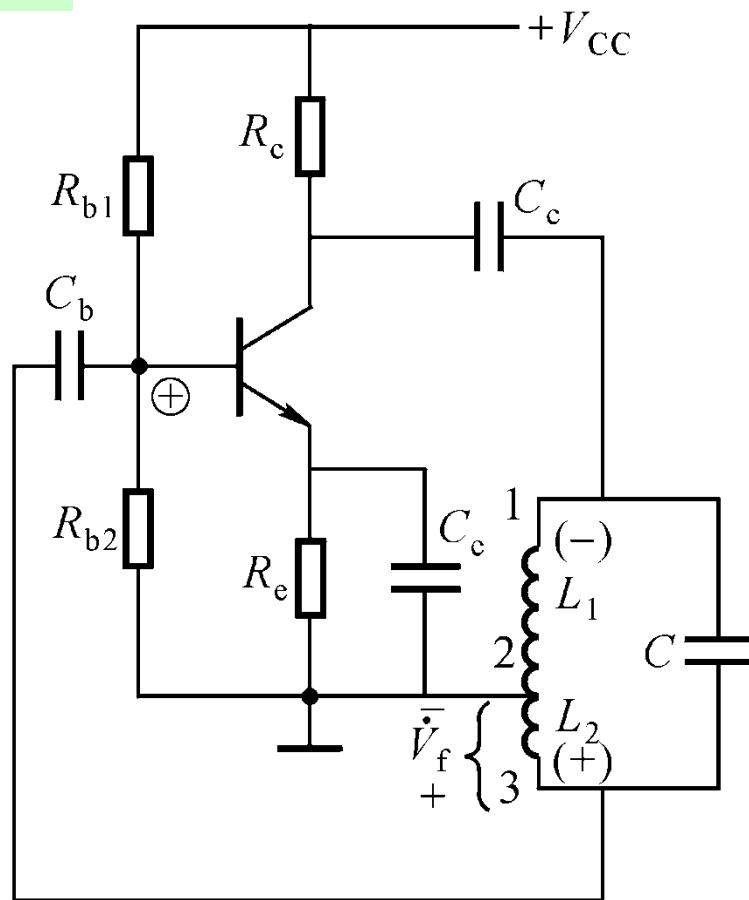 +V_CC
R_c
R_b1
C_c
C_b
⊕
R_b2
C_e
R_e
1
(−)
L_1
2
C
L_2
−
V̇_f
(+)
+
3